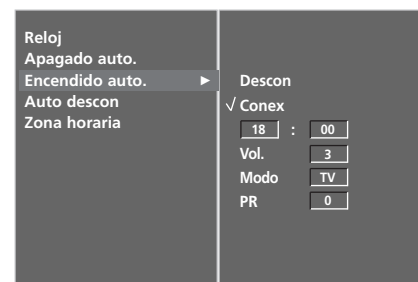 Reloj
Apagado auto.
Encendido auto. ►
Auto descon
Zona horaria
Descon
√ Conex
18 : 00
Vol. 3
Modo TV
PR 0